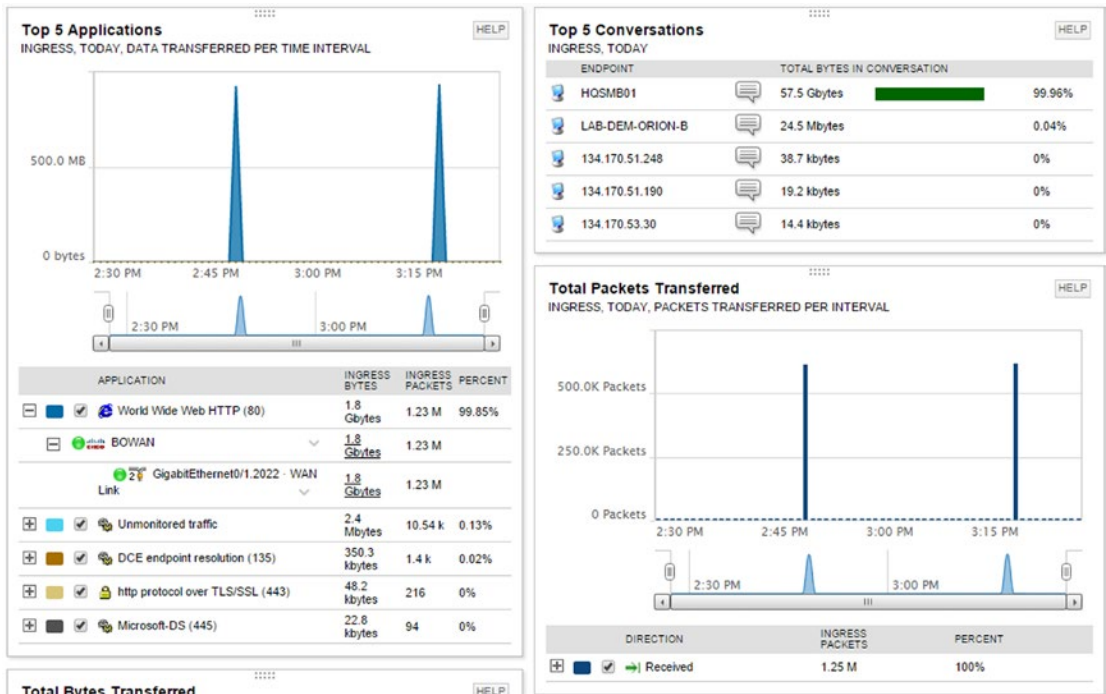 Top 5 Applications
HELP
INGRESS, TODAY, DATA TRANSFERRED PER TIME INTERVAL
500.0 MB
0 bytes
2:30 PM 2:45 PM 3:00 PM 3:15 PM
2:30 PM 3:00 PM
APPLICATION INGRESS BYTES INGRESS PACKETS PERCENT
World Wide Web HTTP (80) 1.8 Gbytes 1.23 M 99.85%
BOWAN 1.8 Gbytes 1.23 M
GigabitEthernet0/1.2022 · WAN Link 1.8 Gbytes 1.23 M
Unmonitored traffic 2.4 Mbytes 10.54 k 0.13%
DCE endpoint resolution (135) 350.3 kbytes 1.4 k 0.02%
http protocol over TLS/SSL (443) 48.2 kbytes 216 0%
Microsoft-DS (445) 22.8 kbytes 94 0%
Total Bytes Transferred
HELP
Top 5 Conversations
HELP
INGRESS, TODAY
ENDPOINT TOTAL BYTES IN CONVERSATION
HQSMB01 57.5 Gbytes 99.96%
LAB-DEM-ORION-B 24.5 Mbytes 0.04%
134.170.51.248 38.7 kbytes 0%
134.170.51.190 19.2 kbytes 0%
134.170.53.30 14.4 kbytes 0%
Total Packets Transferred
HELP
INGRESS, TODAY, PACKETS TRANSFERRED PER INTERVAL
500.0K Packets
250.0K Packets
0 Packets
2:30 PM 2:45 PM 3:00 PM 3:15 PM
2:30 PM 3:00 PM
DIRECTION INGRESS PACKETS PERCENT
Received 1.25 M 100%